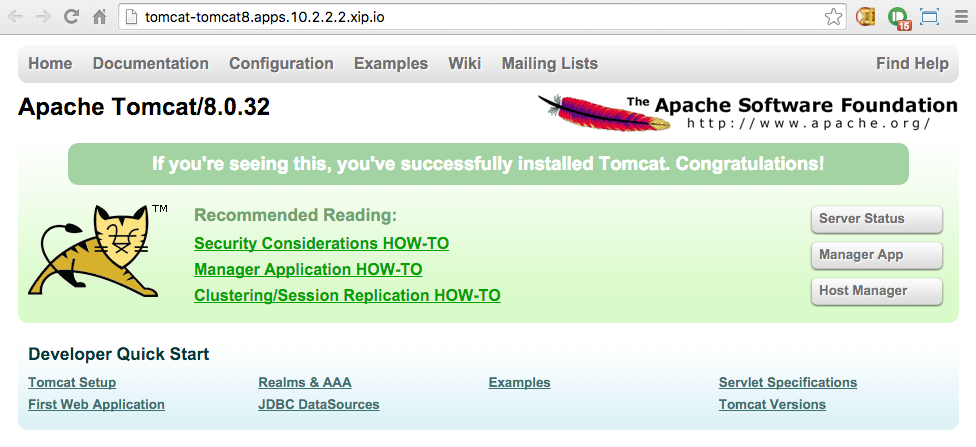 tomcat-tomcat8.apps.10.2.2.2.xip.io
15
Home Documentation Configuration Examples Wiki Mailing Lists Find Help
Apache Tomcat/8.0.32
The Apache Software Foundation
http://www.apache.org/
If you're seeing this, you've successfully installed Tomcat. Congratulations!
TM
Recommended Reading:
Security Considerations HOW-TO
Manager Application HOW-TO
Clustering/Session Replication HOW-TO
Server Status
Manager App
Host Manager
Developer Quick Start
Tomcat Setup Realms & AAA Examples Servlet Specifications
First Web Application JDBC DataSources Tomcat Versions